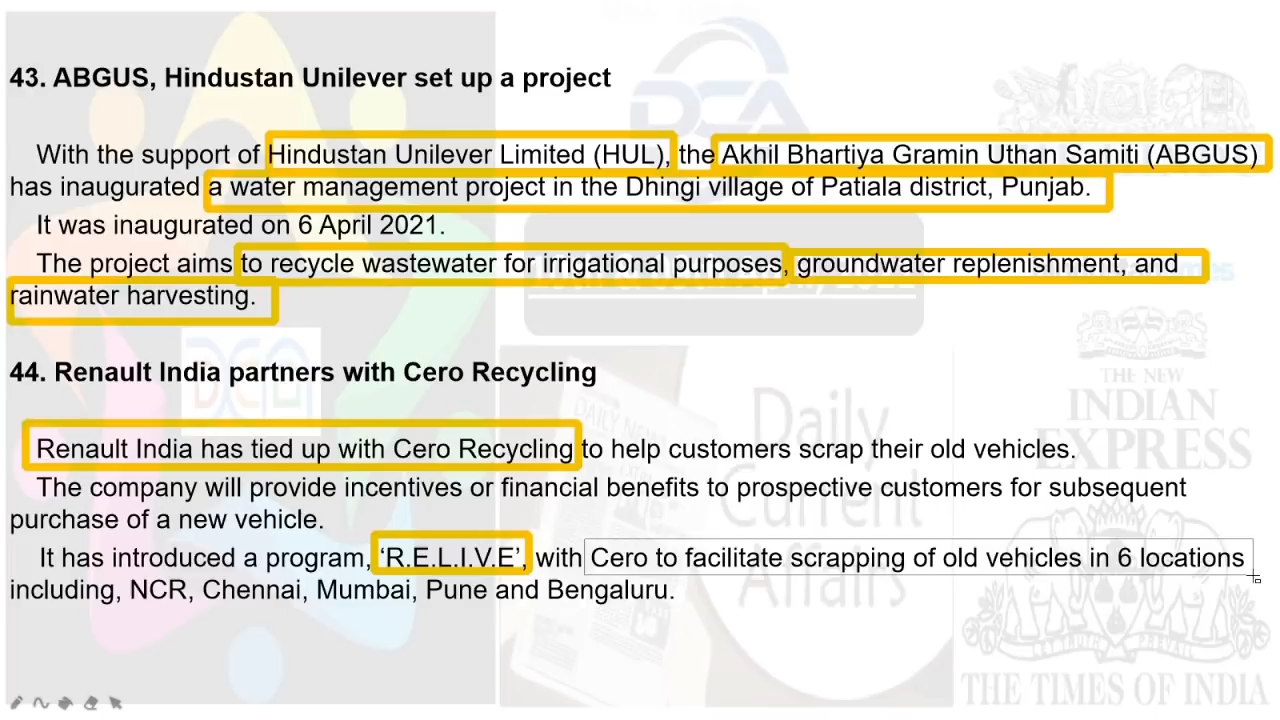 43. ABGUS, Hindustan Unilever set up a project
With the support of Hindustan Unilever Limited (HUL), the Akhil Bhartiya Gramin Uthan Samiti (ABGUS)
has inaugurated a water management project in the Dhingi village of Patiala district, Punjab.
It was inaugurated on 6 April 2021.
The project aims to recycle wastewater for irrigational purposes, groundwater replenishment, and
rainwater harvesting.
44. Renault India partners with Cero Recycling
Renault India has tied up with Cero Recycling to help customers scrap their old vehicles.
The company will provide incentives or financial benefits to prospective customers for subsequent
purchase of a new vehicle.
It has introduced a program, ‘R.E.L.I.V.E’, with Cero to facilitate scrapping of old vehicles in 6 locations
including, NCR, Chennai, Mumbai, Pune and Bengaluru.
DCA
DAILY NEWS
Daily
Current
Affairs
THE NEW
INDIAN
EXPRESS
THE TIMES OF INDIA